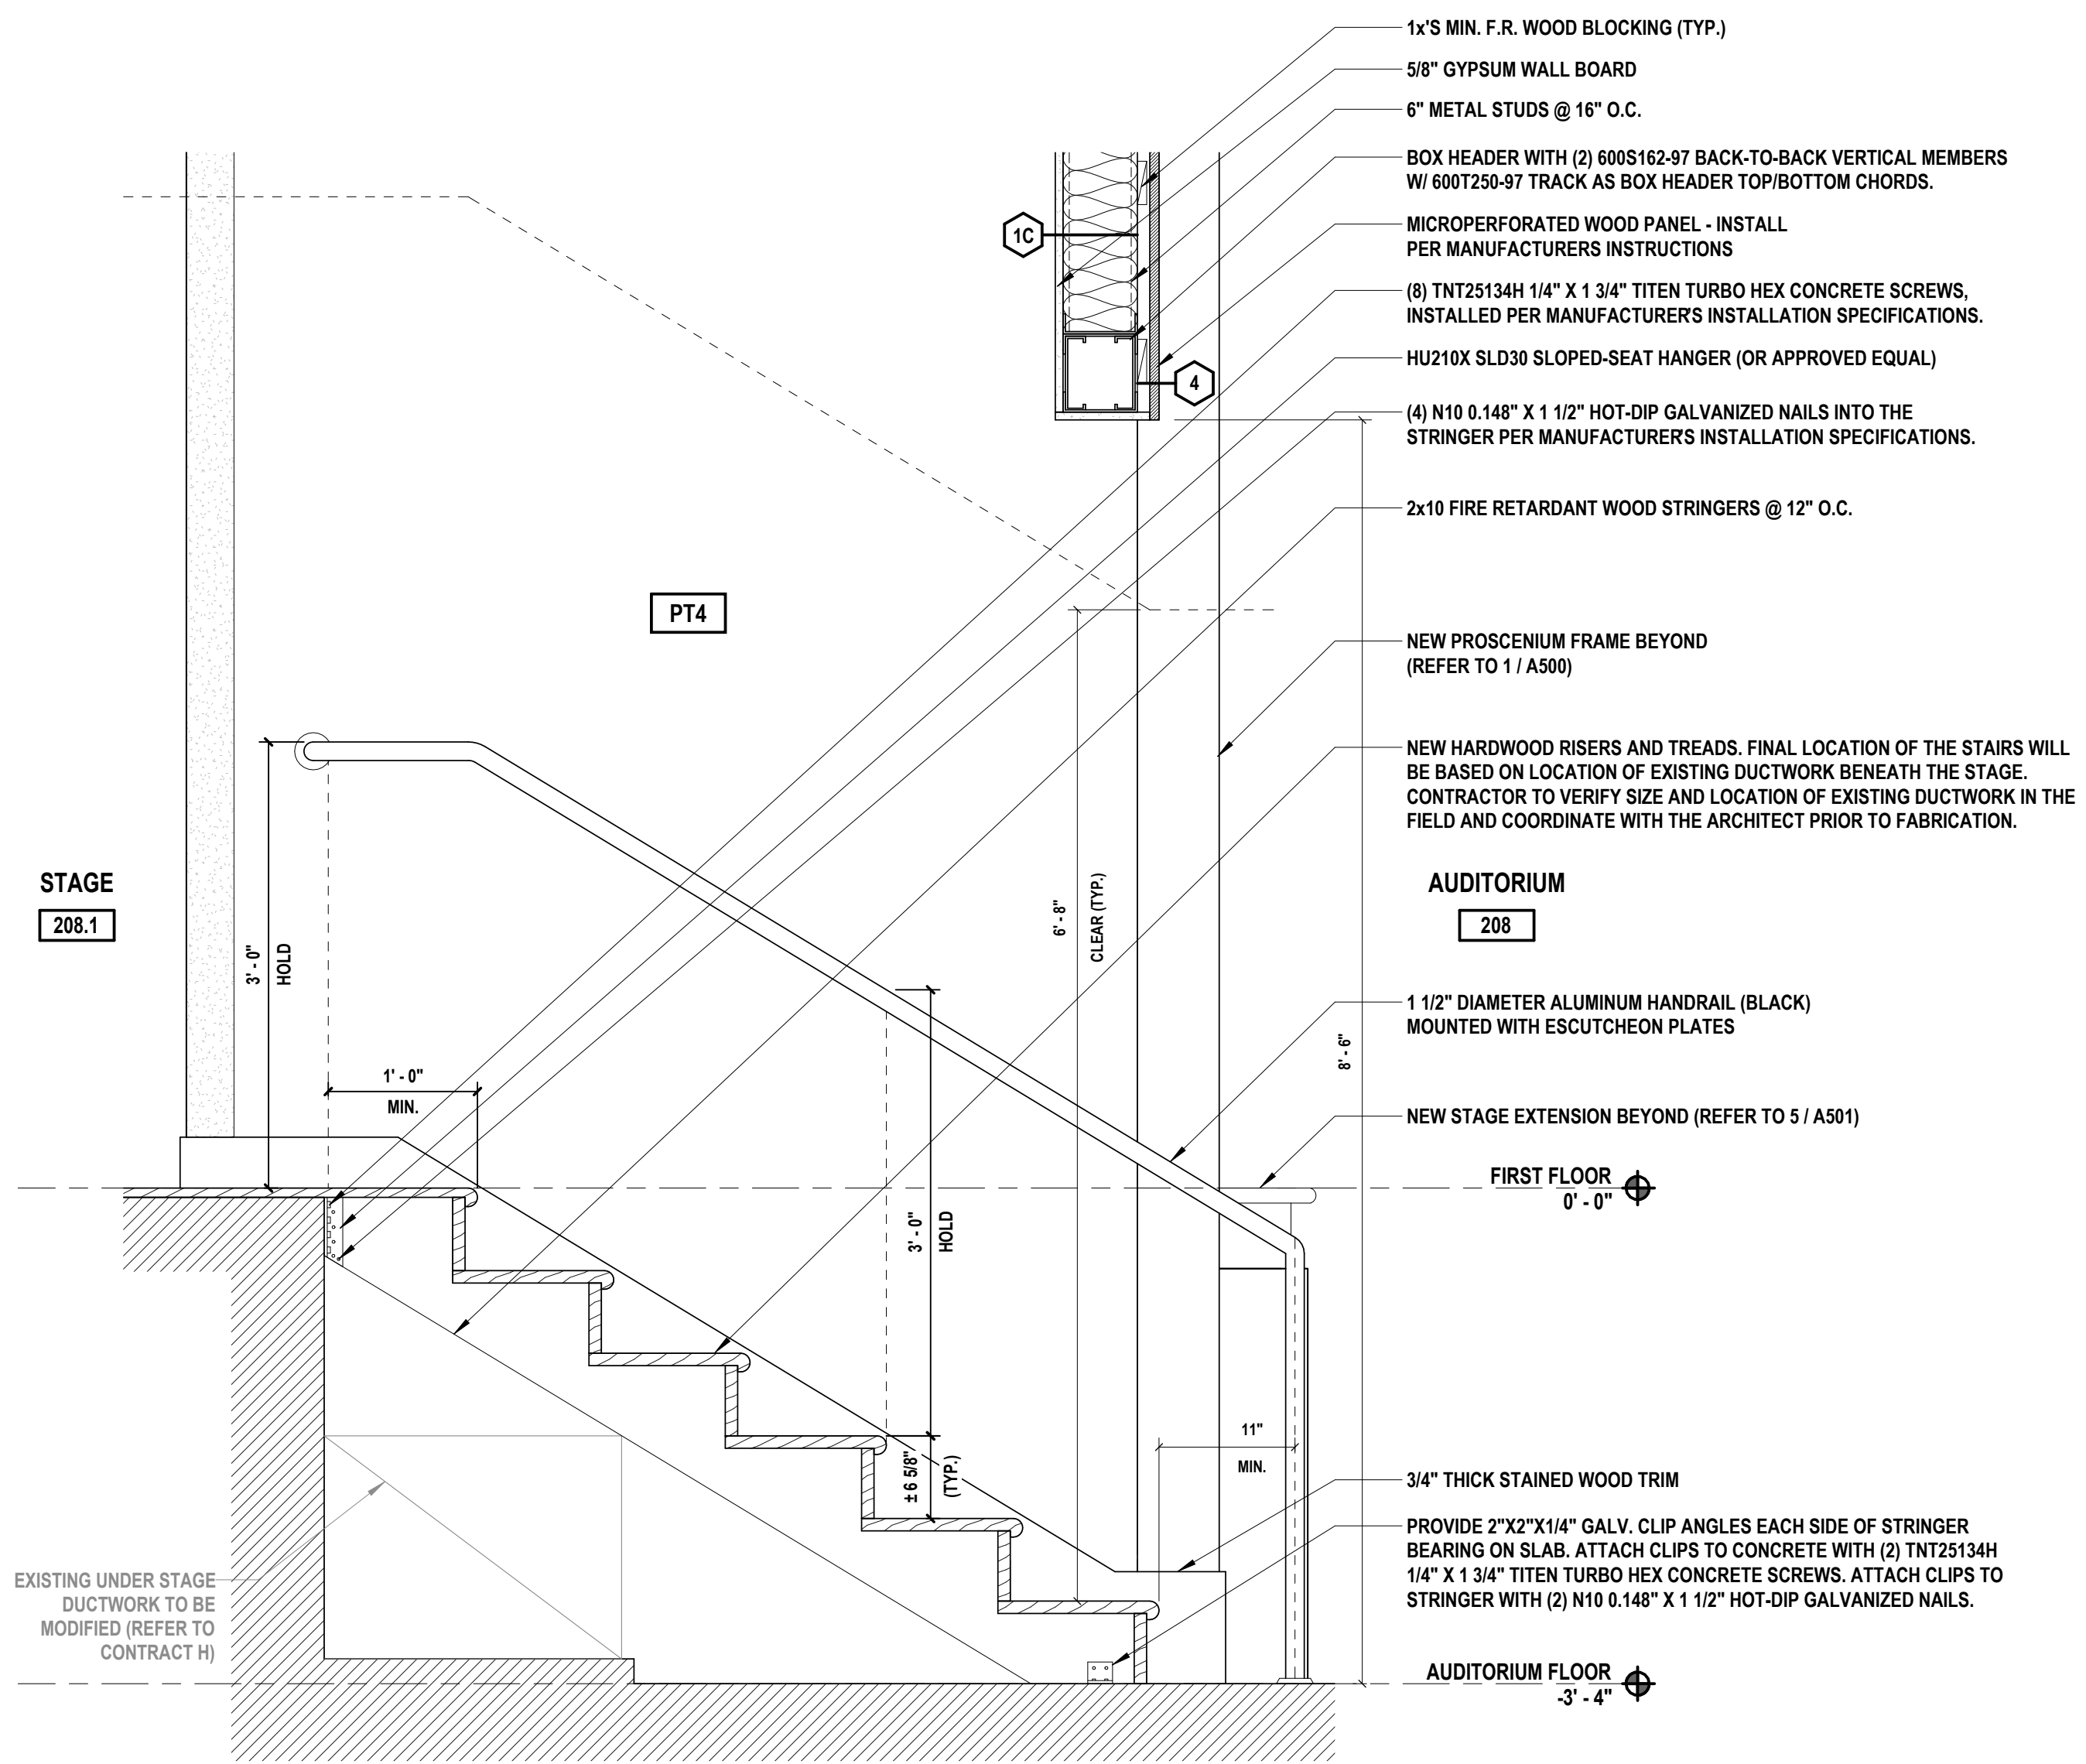 1x'S MIN. F.R. WOOD BLOCKING (TYP.)
5/8" GYPSUM WALL BOARD
6" METAL STUDS @ 16" O.C.
BOX HEADER WITH (2) 600S162-97 BACK-TO-BACK VERTICAL MEMBERS
W/ 600T250-97 TRACK AS BOX HEADER TOP/BOTTOM CHORDS.
1C
MICROPERFORATED WOOD PANEL - INSTALL
PER MANUFACTURERS INSTRUCTIONS
(8) TNT25134H 1/4" X 1 3/4" TITEN TURBO HEX CONCRETE SCREWS,
INSTALLED PER MANUFACTURER'S INSTALLATION SPECIFICATIONS.
HU210X SLD30 SLOPED-SEAT HANGER (OR APPROVED EQUAL)
4
(4) N10 0.148" X 1 1/2" HOT-DIP GALVANIZED NAILS INTO THE
STRINGER PER MANUFACTURER'S INSTALLATION SPECIFICATIONS.
2x10 FIRE RETARDANT WOOD STRINGERS @ 12" O.C.
PT4
NEW PROSCENIUM FRAME BEYOND
(REFER TO 1 / A500)
NEW HARDWOOD RISERS AND TREADS. FINAL LOCATION OF THE STAIRS WILL
BE BASED ON LOCATION OF EXISTING DUCTWORK BENEATH THE STAGE.
CONTRACTOR TO VERIFY SIZE AND LOCATION OF EXISTING DUCTWORK IN THE
FIELD AND COORDINATE WITH THE ARCHITECT PRIOR TO FABRICATION.
STAGE
208.1
AUDITORIUM
208
3' - 0"
HOLD
6' - 8"
CLEAR (TYP.)
8' - 6"
1 1/2" DIAMETER ALUMINUM HANDRAIL (BLACK)
MOUNTED WITH ESCUTCHEON PLATES
1' - 0"
MIN.
NEW STAGE EXTENSION BEYOND (REFER TO 5 / A501)
FIRST FLOOR
0' - 0"
3' - 0"
HOLD
11"
MIN.
± 6 5/8"
(TYP.)
3/4" THICK STAINED WOOD TRIM
PROVIDE 2"X2"X1/4" GALV. CLIP ANGLES EACH SIDE OF STRINGER
BEARING ON SLAB. ATTACH CLIPS TO CONCRETE WITH (2) TNT25134H
1/4" X 1 3/4" TITEN TURBO HEX CONCRETE SCREWS. ATTACH CLIPS TO
STRINGER WITH (2) N10 0.148" X 1 1/2" HOT-DIP GALVANIZED NAILS.
EXISTING UNDER STAGE
DUCTWORK TO BE
MODIFIED (REFER TO
CONTRACT H)
AUDITORIUM FLOOR
-3' - 4"